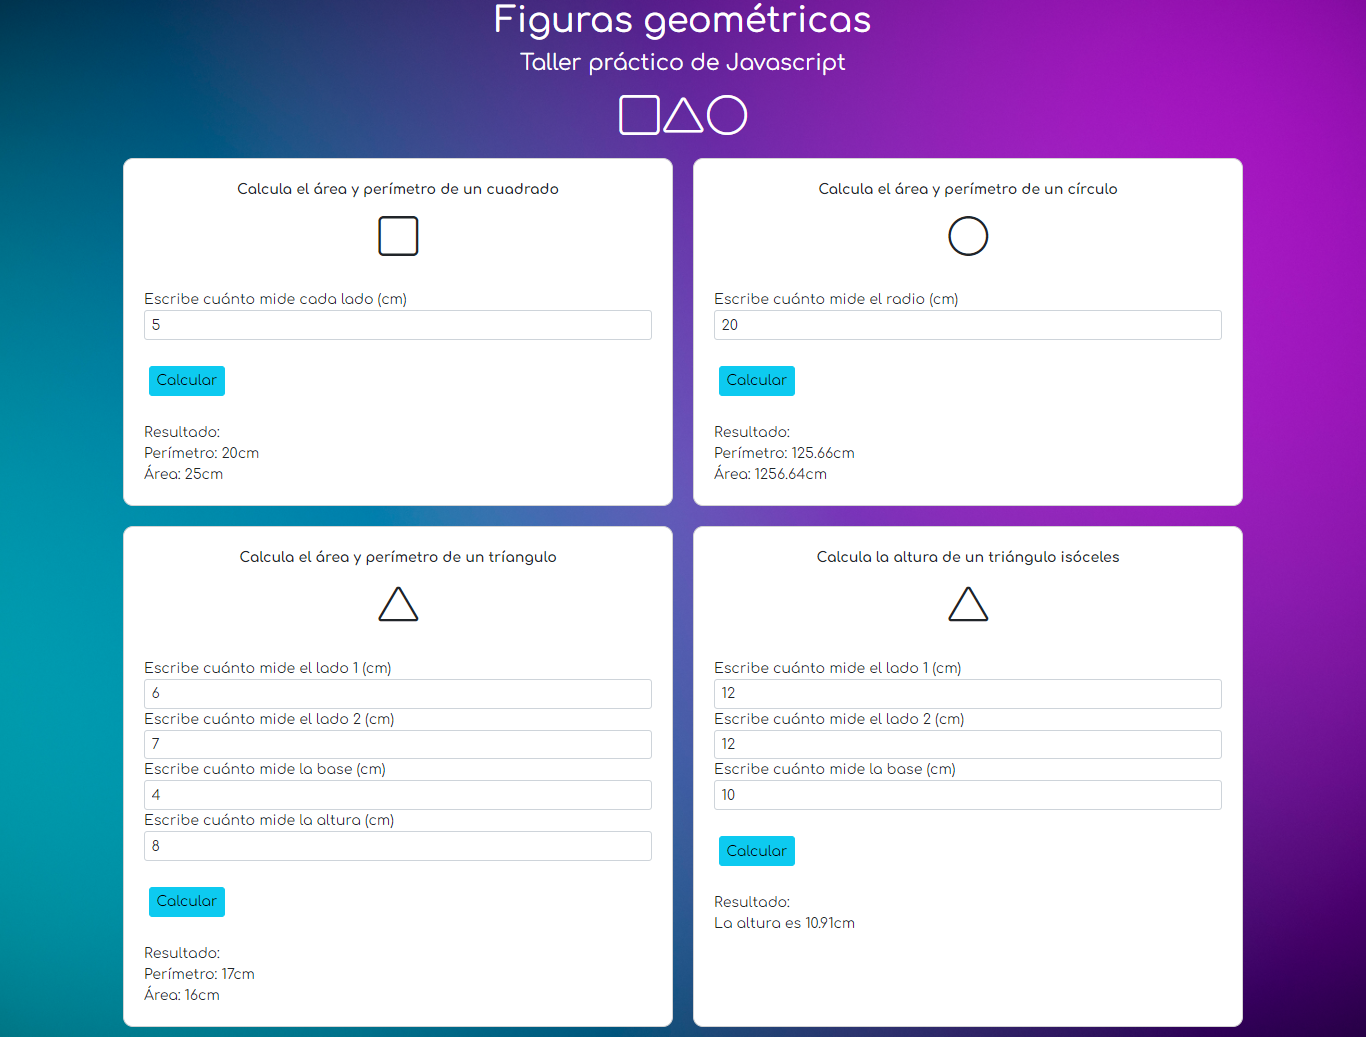 Figuras geométricas
Taller práctico de Javascript
Calcula el área y perímetro de un cuadrado
Escribe cuánto mide cada lado (cm)
5
Calcular
Resultado:
Perímetro: 20cm
Área: 25cm
Calcula el área y perímetro de un círculo
Escribe cuánto mide el radio (cm)
20
Calcular
Resultado:
Perímetro: 125.66cm
Área: 1256.64cm
Calcula el área y perímetro de un tríangulo
Escribe cuánto mide el lado 1 (cm)
6
Escribe cuánto mide el lado 2 (cm)
7
Escribe cuánto mide la base (cm)
4
Escribe cuánto mide la altura (cm)
8
Calcular
Resultado:
Perímetro: 17cm
Área: 16cm
Calcula la altura de un triángulo isóceles
Escribe cuánto mide el lado 1 (cm)
12
Escribe cuánto mide el lado 2 (cm)
12
Escribe cuánto mide la base (cm)
10
Calcular
Resultado:
La altura es 10.91cm